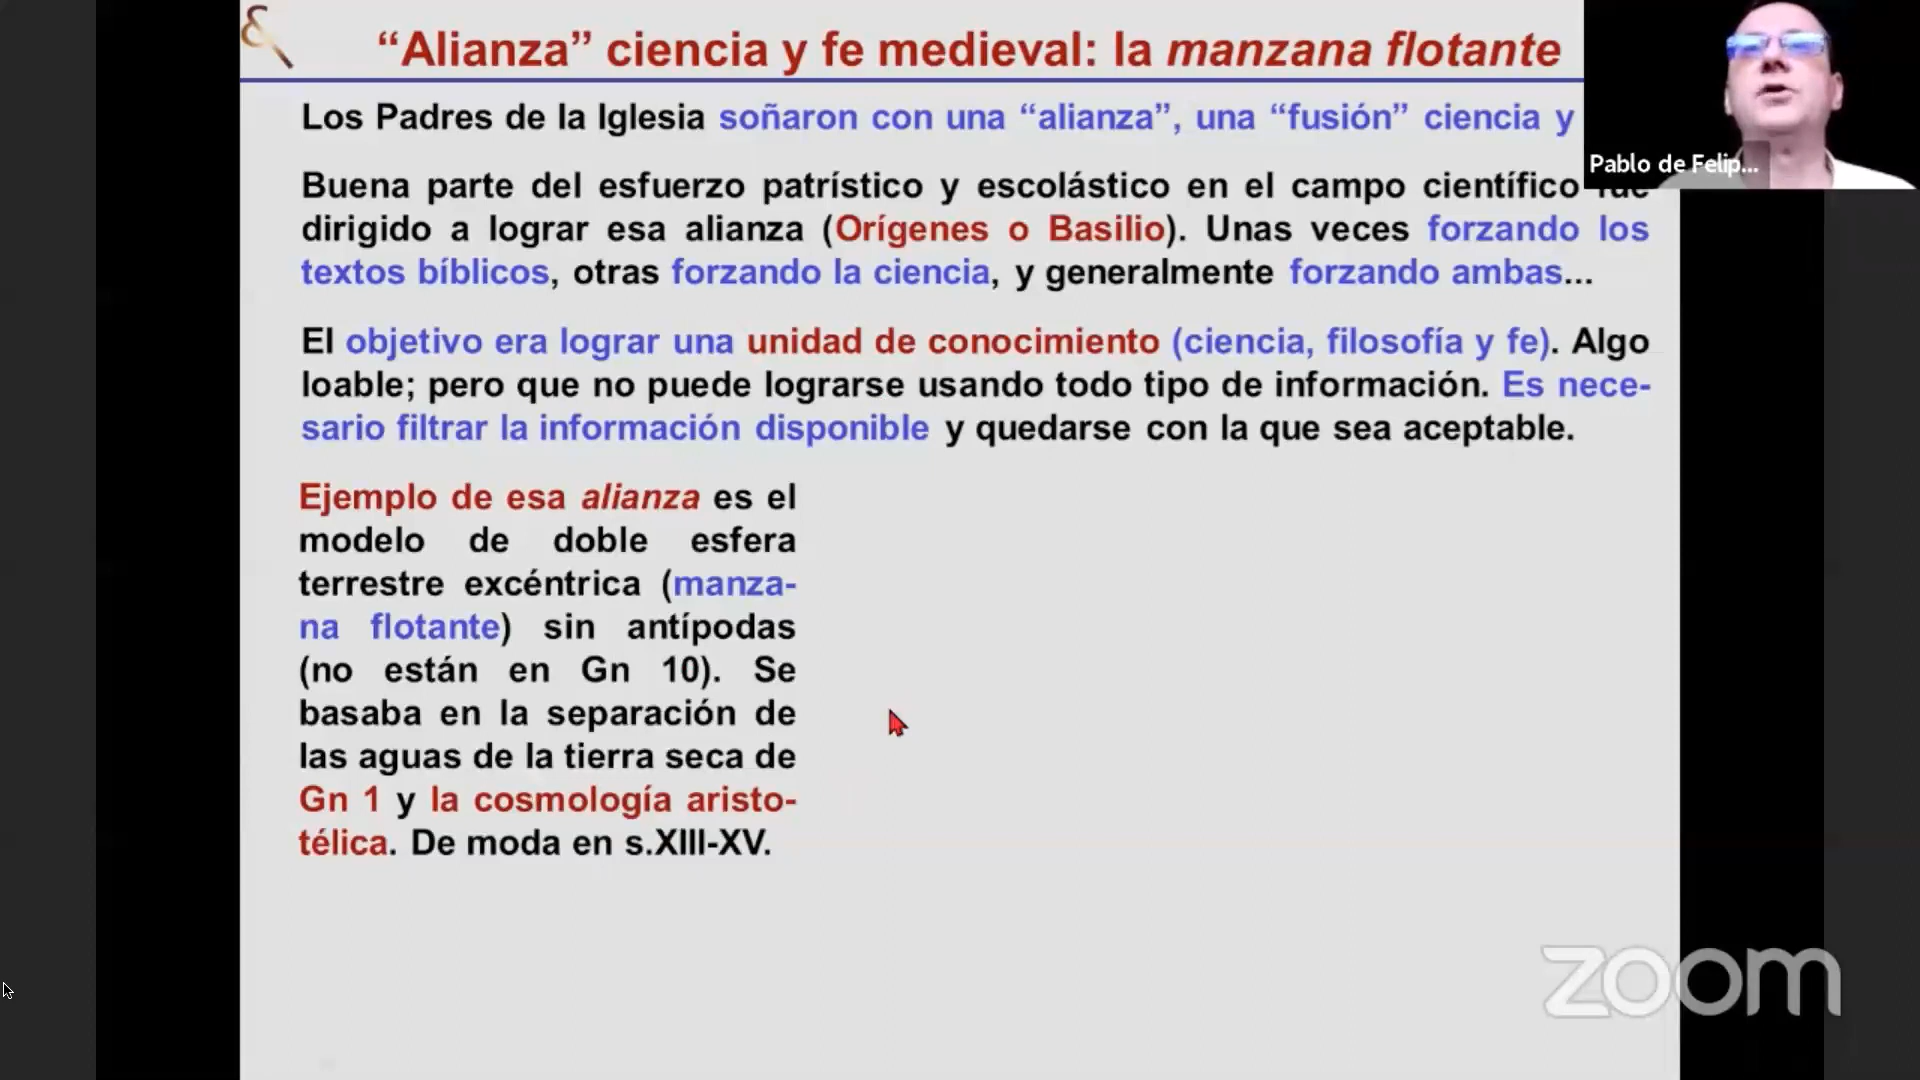 “Alianza” ciencia y fe medieval: la manzana flotante
Los Padres de la Iglesia soñaron con una “alianza”, una “fusión” ciencia y
Pablo de Felip...
Buena parte del esfuerzo patrístico y escolástico en el campo científico fue
dirigido a lograr esa alianza (Orígenes o Basilio). Unas veces forzando los
textos bíblicos, otras forzando la ciencia, y generalmente forzando ambas...
El objetivo era lograr una unidad de conocimiento (ciencia, filosofía y fe). Algo
loable; pero que no puede lograrse usando todo tipo de información. Es nece-
sario filtrar la información disponible y quedarse con la que sea aceptable.
Ejemplo de esa alianza es el
modelo de doble esfera
terrestre excéntrica (manza-
na flotante) sin antípodas
(no están en Gn 10). Se
basaba en la separación de
las aguas de la tierra seca de
Gn 1 y la cosmología aristo-
télica. De moda en s.XIII-XV.
zoom